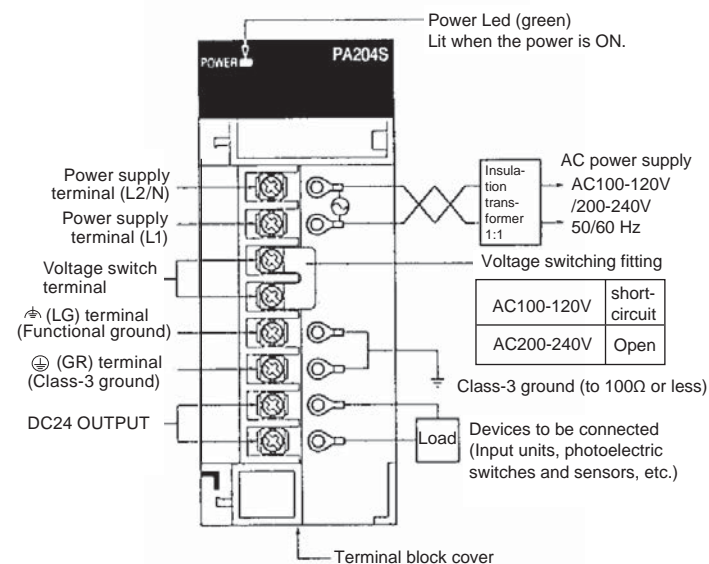 Power Led (green)
Lit when the power is ON.
POWER
PA204S
Power supply
terminal (L2/N)
Power supply
terminal (L1)
Voltage switch
terminal
(LG) terminal
(Functional ground)
(GR) terminal
(Class-3 ground)
DC24 OUTPUT
Insula-
tion
trans-
former
1:1
AC power supply
AC100-120V
/200-240V
50/60 Hz
Voltage switching fitting
AC100-120V short-
circuit
AC200-240V Open
Class-3 ground (to 100Ω or less)
Load
Devices to be connected
(Input units, photoelectric
switches and sensors, etc.)
Terminal block cover